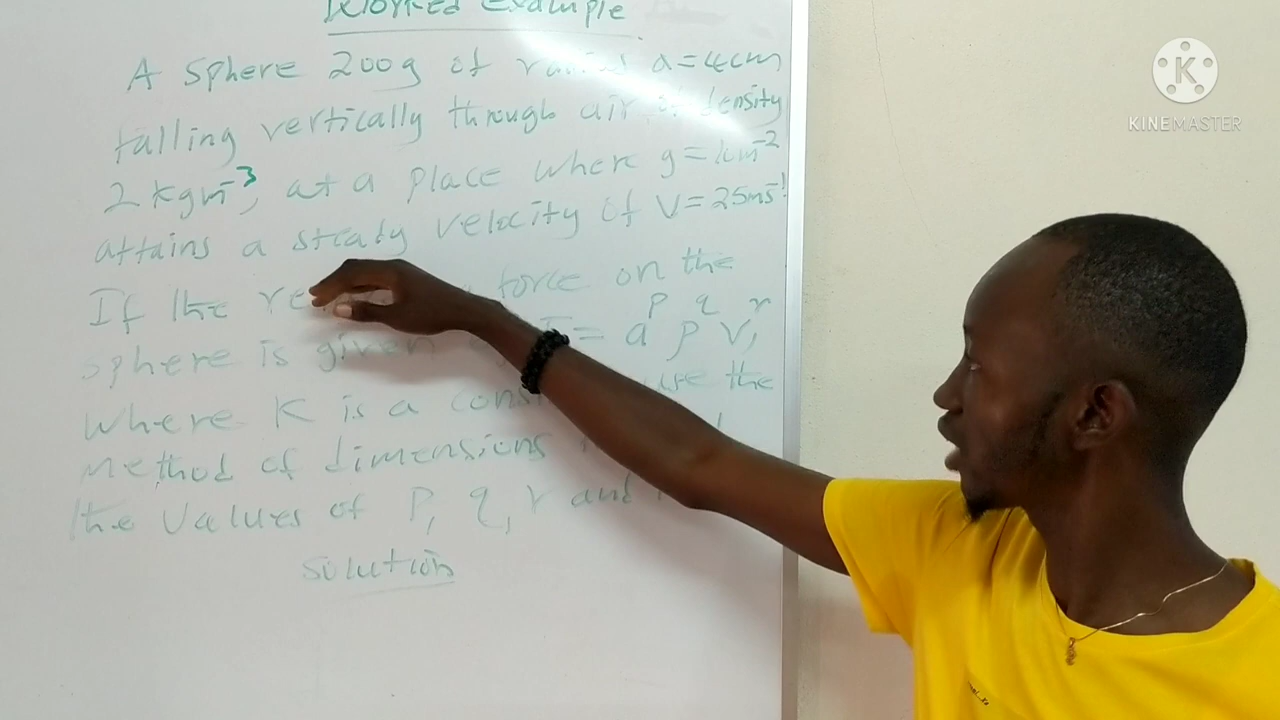 Worked Example
A sphere 200g of radius a=4cm
falling vertically through air of density
2kgm⁻³, at a place where g=10m⁻²
attains a steady velocity of V=25ms⁻¹
If the force on the
sphere is given = a^p ρ^q v^r,
where K is a the
method of dimensions
the values of P, q, r and
solution
K
KINEMASTER